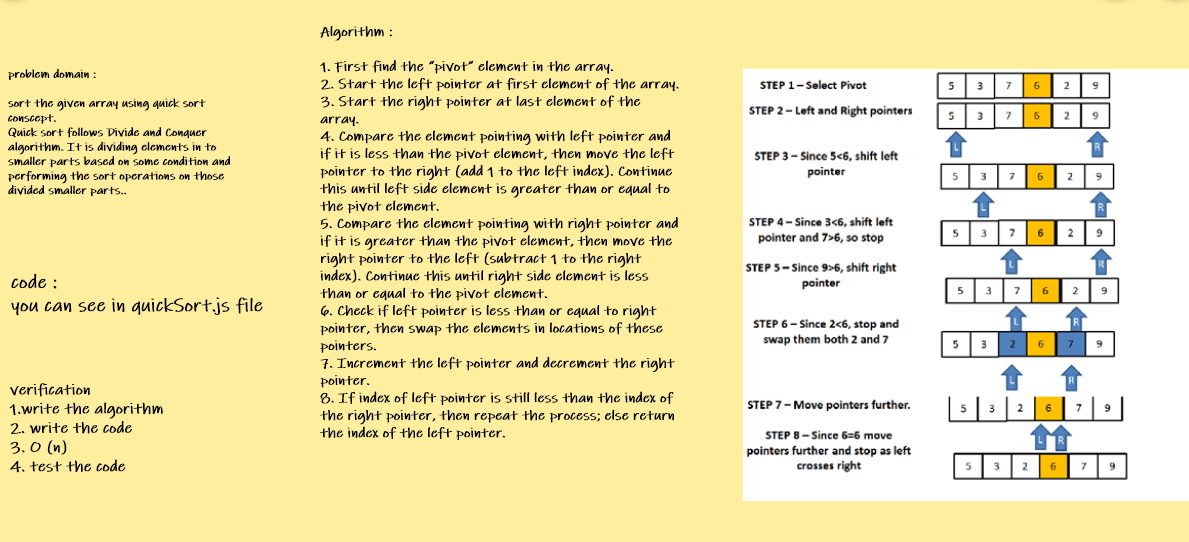 problem domain :
sort the given array using quick sort
conscept.
Quick sort follows Divide and Conquer
algorithm. It is dividing elements in to
smaller parts based on some condition and
performing the sort operations on those
divided smaller parts..
code :
you can see in quickSort.js file
verification
1.write the algorithm
2. write the code
3. O (n)
4. test the code
Algorithm :
1. First find the "pivot" element in the array.
2. Start the left pointer at first element of the array.
3. Start the right pointer at last element of the
array.
4. Compare the element pointing with left pointer and
if it is less than the pivot element, then move the left
pointer to the right (add 1 to the left index). Continue
this until left side element is greater than or equal to
the pivot element.
5. Compare the element pointing with right pointer and
if it is greater than the pivot element, then move the
right pointer to the left (subtract 1 to the right
index). Continue this until right side element is less
than or equal to the pivot element.
6. Check if left pointer is less than or equal to right
pointer, then swap the elements in locations of these
pointers.
7. Increment the left pointer and decrement the right
pointer.
8. If index of left pointer is still less than the index of
the right pointer, then repeat the process; else return
the index of the left pointer.
STEP 1 – Select Pivot
5 3 7 6 2 9
STEP 2 – Left and Right pointers
5 3 7 6 2 9
L R
STEP 3 – Since 5<6, shift left
pointer
5 3 7 6 2 9
L R
STEP 4 – Since 3<6, shift left
pointer and 7>6, so stop
5 3 7 6 2 9
L R
STEP 5 – Since 9>6, shift right
pointer
5 3 7 6 2 9
L R
STEP 6 – Since 2<6, stop and
swap them both 2 and 7
5 3 2 6 7 9
L R
STEP 7 – Move pointers further.
5 3 2 6 7 9
L R
STEP 8 – Since 6=6 move
pointers further and stop as left
crosses right
5 3 2 6 7 9